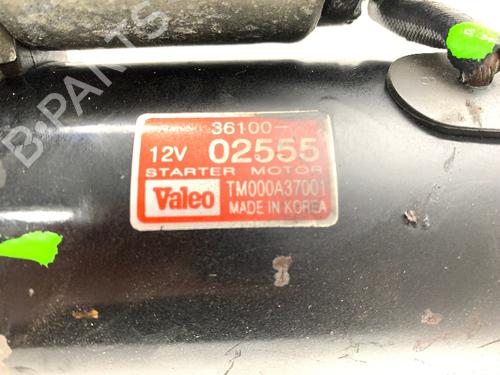 36100-
12V 02555
STARTER MOTOR
Valeo TM000A37001
MADE IN KOREA
B-PARTS